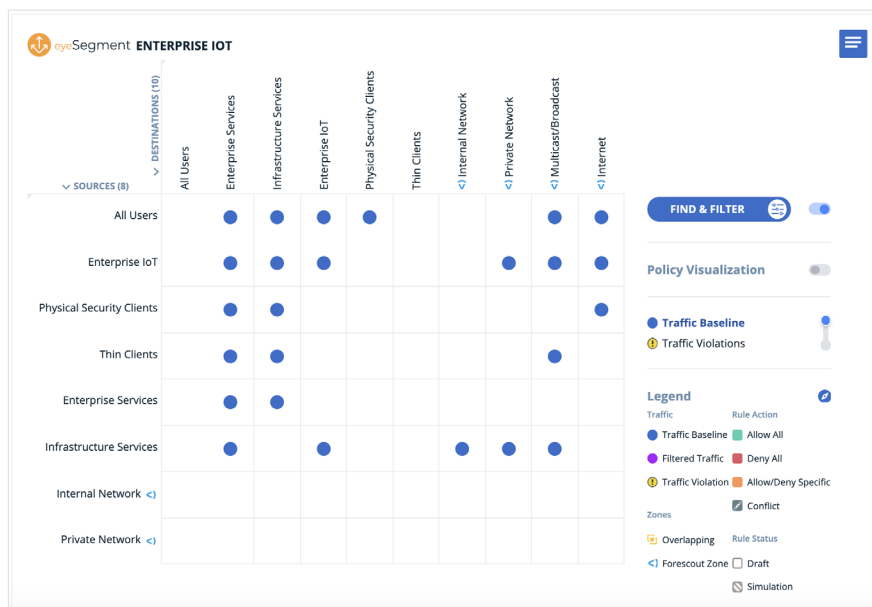 eyeSegment ENTERPRISE IOT
DESTINATIONS (10)
SOURCES (8)
All Users
Enterprise Services
Infrastructure Services
Enterprise IoT
Physical Security Clients
Thin Clients
Internal Network
Private Network
Multicast/Broadcast
Internet
All Users
Enterprise IoT
Physical Security Clients
Thin Clients
Enterprise Services
Infrastructure Services
Internal Network
Private Network
FIND & FILTER
Policy Visualization
Traffic Baseline
Traffic Violations
Legend
Traffic
Rule Action
Traffic Baseline
Allow All
Filtered Traffic
Deny All
Traffic Violation
Allow/Deny Specific
Conflict
Zones
Overlapping
Rule Status
Forescout Zone
Draft
Simulation